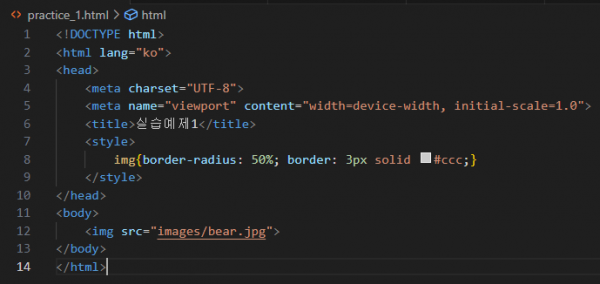 practice_1.html > html
1 <!DOCTYPE html>
2 <html lang="ko">
3 <head>
4 <meta charset="UTF-8">
5 <meta name="viewport" content="width=device-width, initial-scale=1.0">
6 <title>실습예제1</title>
7 <style>
8 img{border-radius: 50%; border: 3px solid #ccc;}
9 </style>
10 </head>
11 <body>
12 <img src="images/bear.jpg">
13 </body>
14 </html>